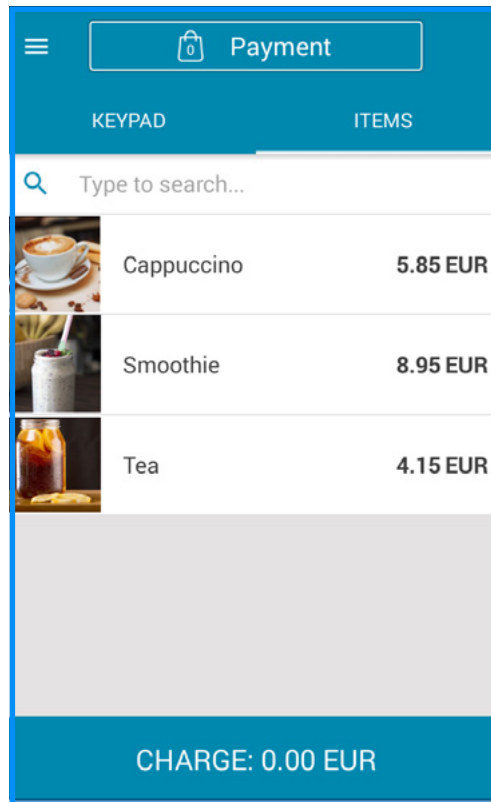 0 Payment
KEYPAD ITEMS
Type to search...
Cappuccino 5.85 EUR
Smoothie 8.95 EUR
Tea 4.15 EUR
CHARGE: 0.00 EUR